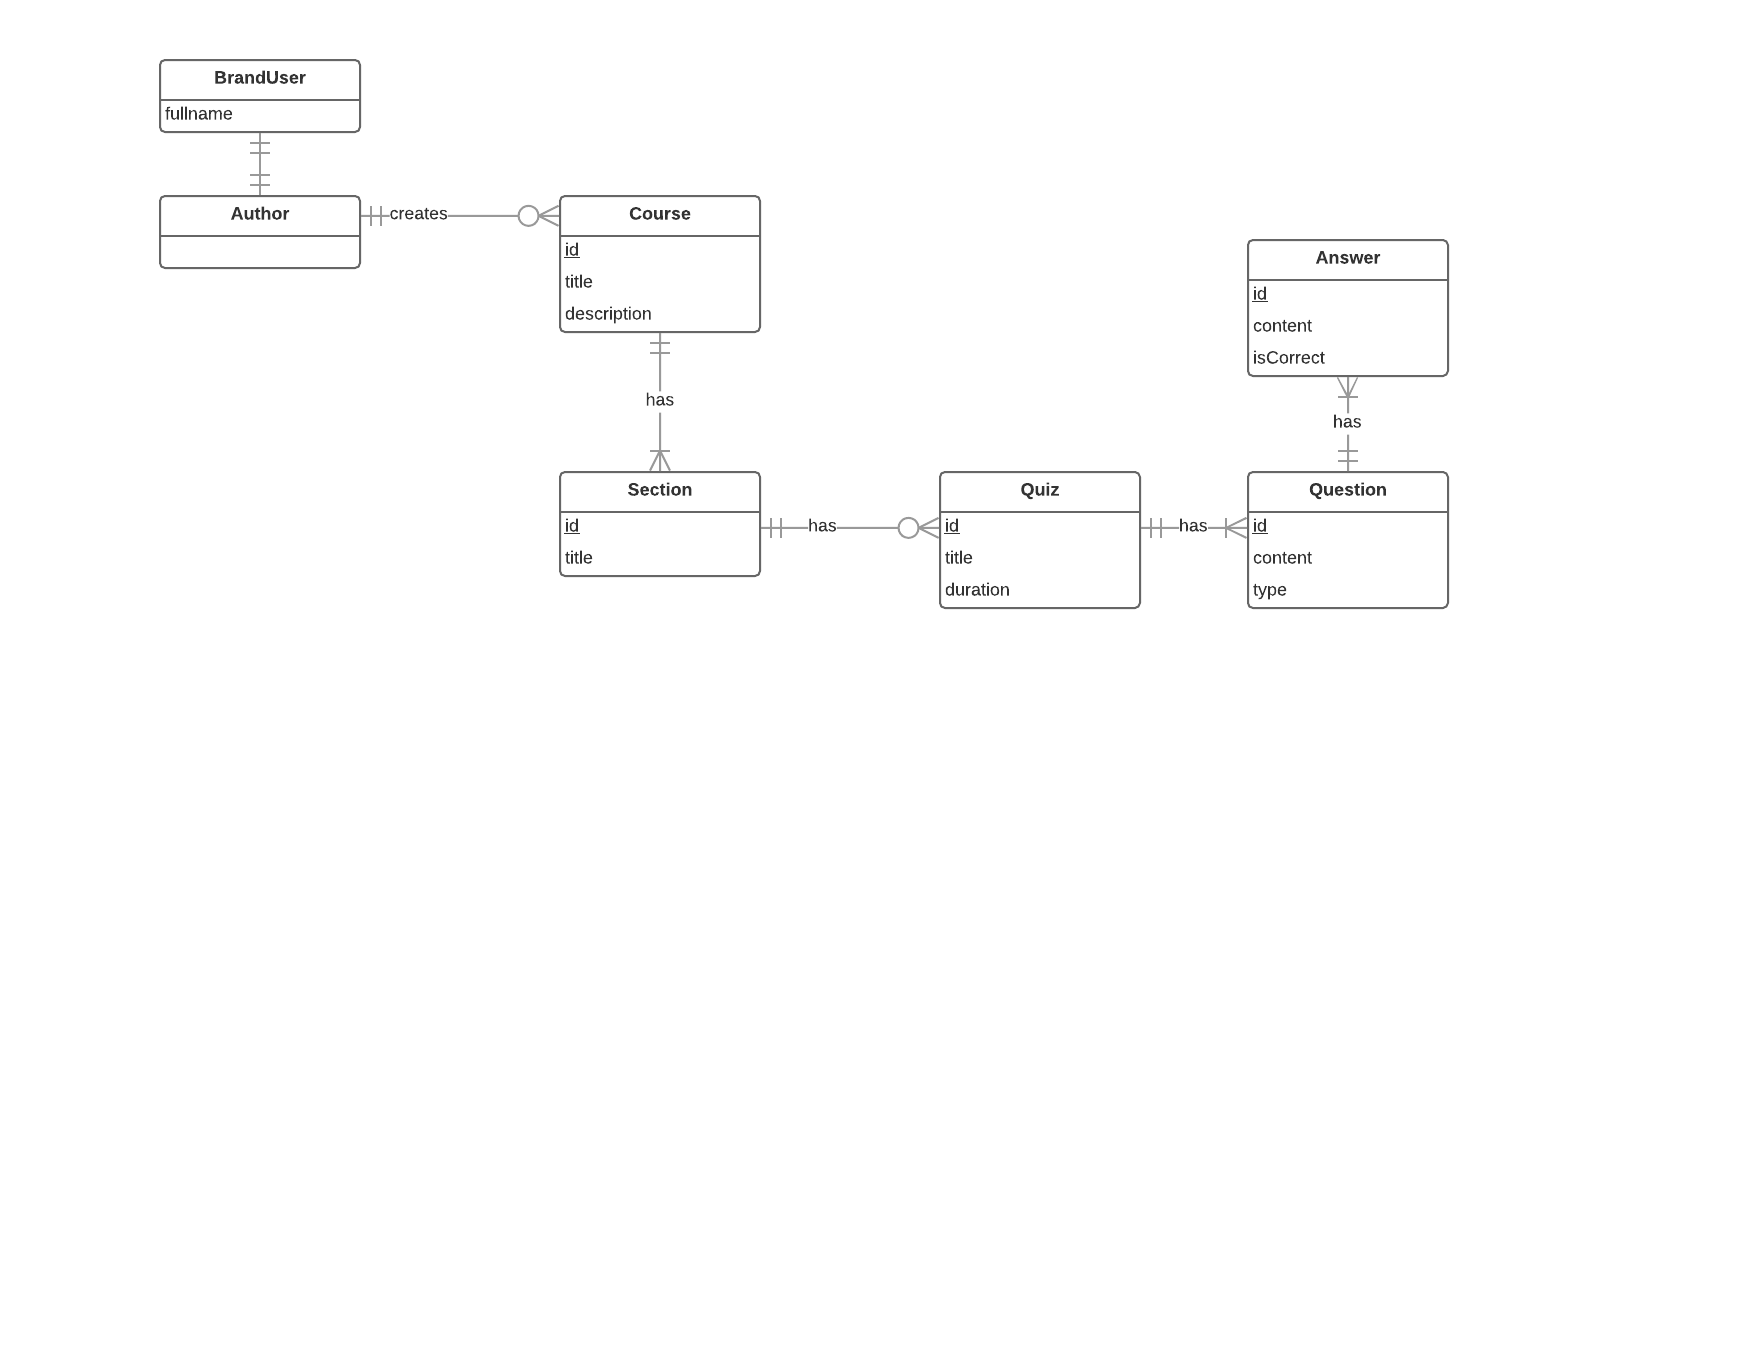 BrandUser
fullname
Author
creates
Course
id
title
description
has
Section
id
title
has
Quiz
id
title
duration
has
Question
id
content
type
has
Answer
id
content
isCorrect